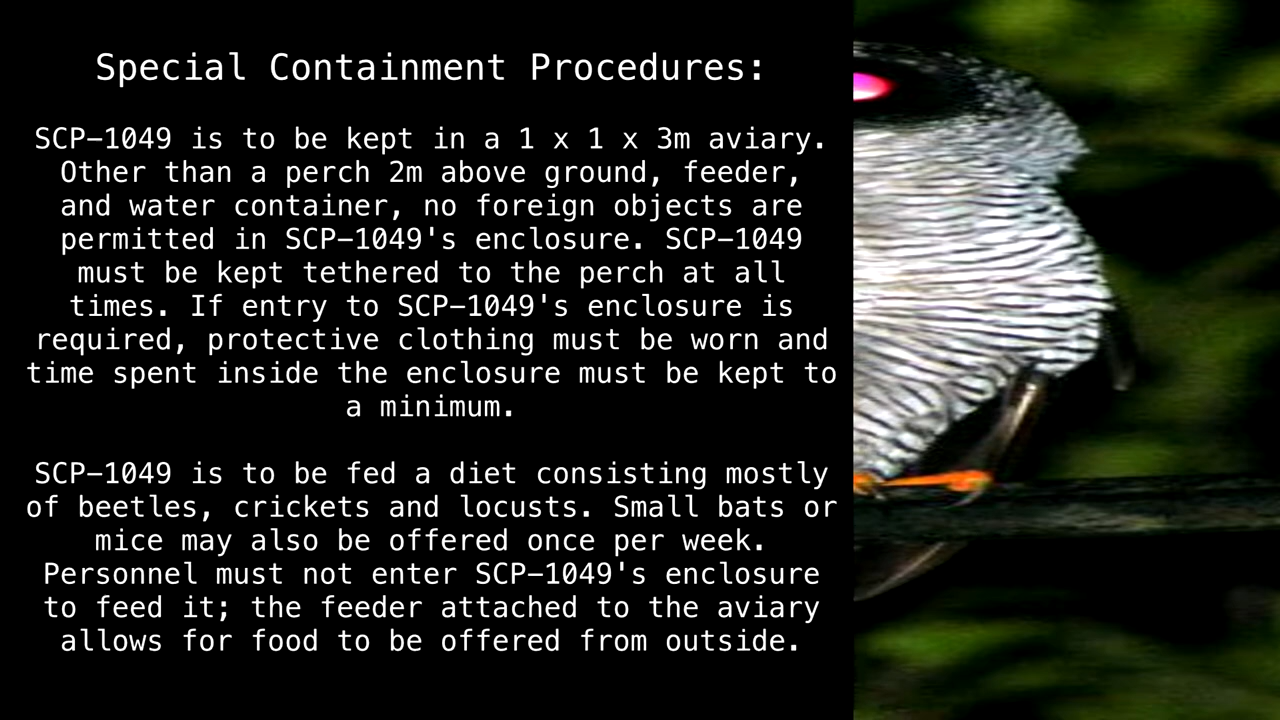 Special Containment Procedures:
SCP–1049 is to be kept in a 1 x 1 x 3m aviary.
Other than a perch 2m above ground, feeder,
and water container, no foreign objects are
permitted in SCP–1049's enclosure. SCP–1049
must be kept tethered to the perch at all
times. If entry to SCP–1049's enclosure is
required, protective clothing must be worn and
time spent inside the enclosure must be kept to
a minimum.
SCP–1049 is to be fed a diet consisting mostly
of beetles, crickets and locusts. Small bats or
mice may also be offered once per week.
Personnel must not enter SCP–1049's enclosure
to feed it; the feeder attached to the aviary
allows for food to be offered from outside.